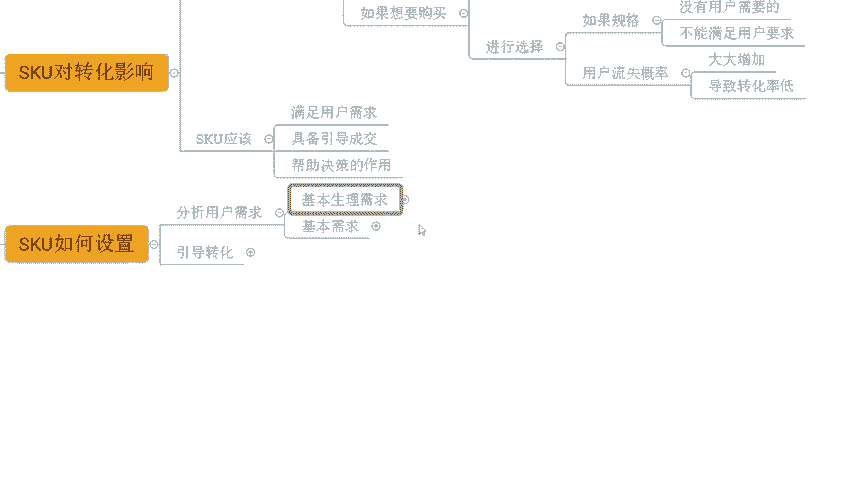 没有用户需要的
如果想要购买
如果规格
不能满足用户要求
进行选择
大大增加
用户流失概率
导致转化率低
SKU对转化影响
满足用户需求
SKU应该
具备引导成交
帮助决策的作用
基本生理需求
分析用户需求
基本需求
SKU如何设置
引导转化